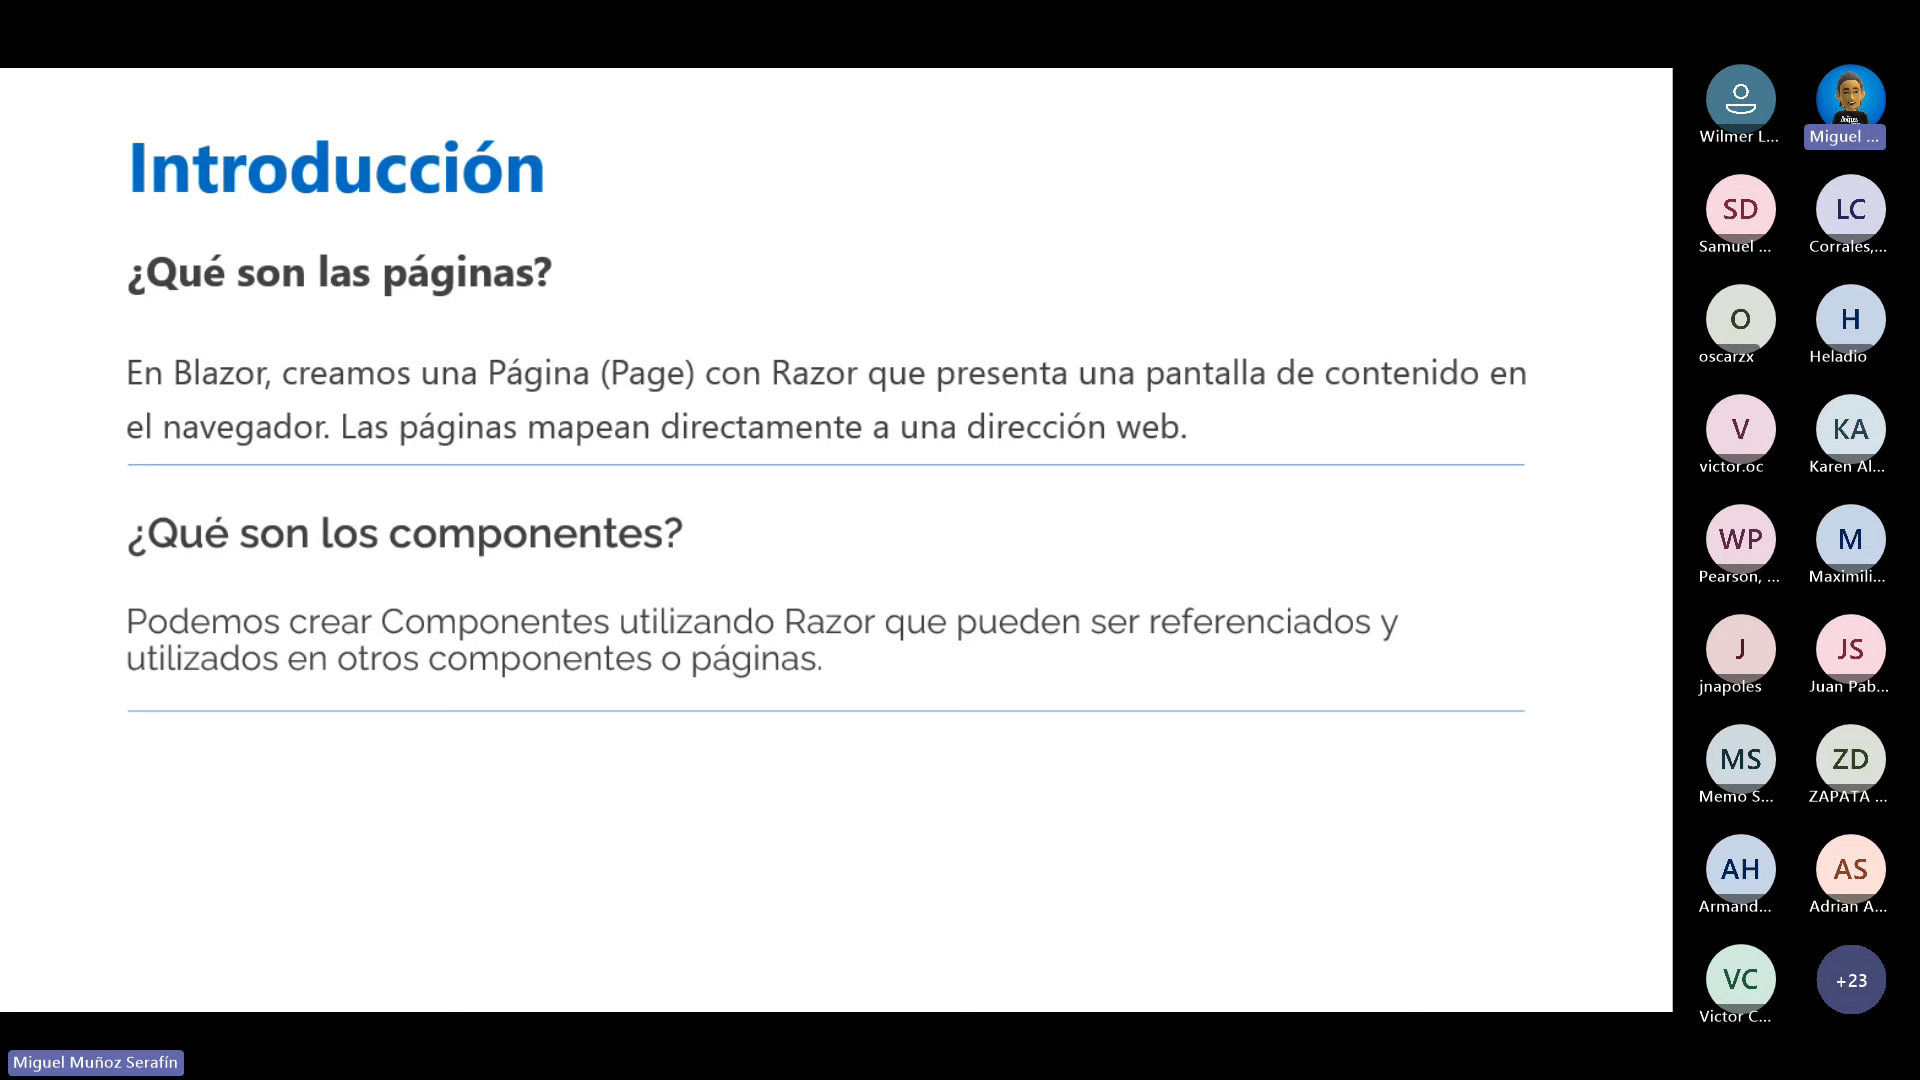 Introducción
¿Qué son las páginas?
En Blazor, creamos una Página (Page) con Razor que presenta una pantalla de contenido en
el navegador. Las páginas mapean directamente a una dirección web.
¿Qué son los componentes?
Podemos crear Componentes utilizando Razor que pueden ser referenciados y
utilizados en otros componentes o páginas.
Wilmer L...
Miguel ...
SD
Samuel ...
LC
Corrales,...
O
oscarzx
H
Heladio
V
victor.oc
KA
Karen Al...
WP
Pearson, ...
M
Maximili...
J
jnapoles
JS
Juan Pab...
MS
Memo S...
ZD
ZAPATA ...
AH
Armand...
AS
Adrian A...
VC
Victor C...
+23
Miguel Muñoz Serafín